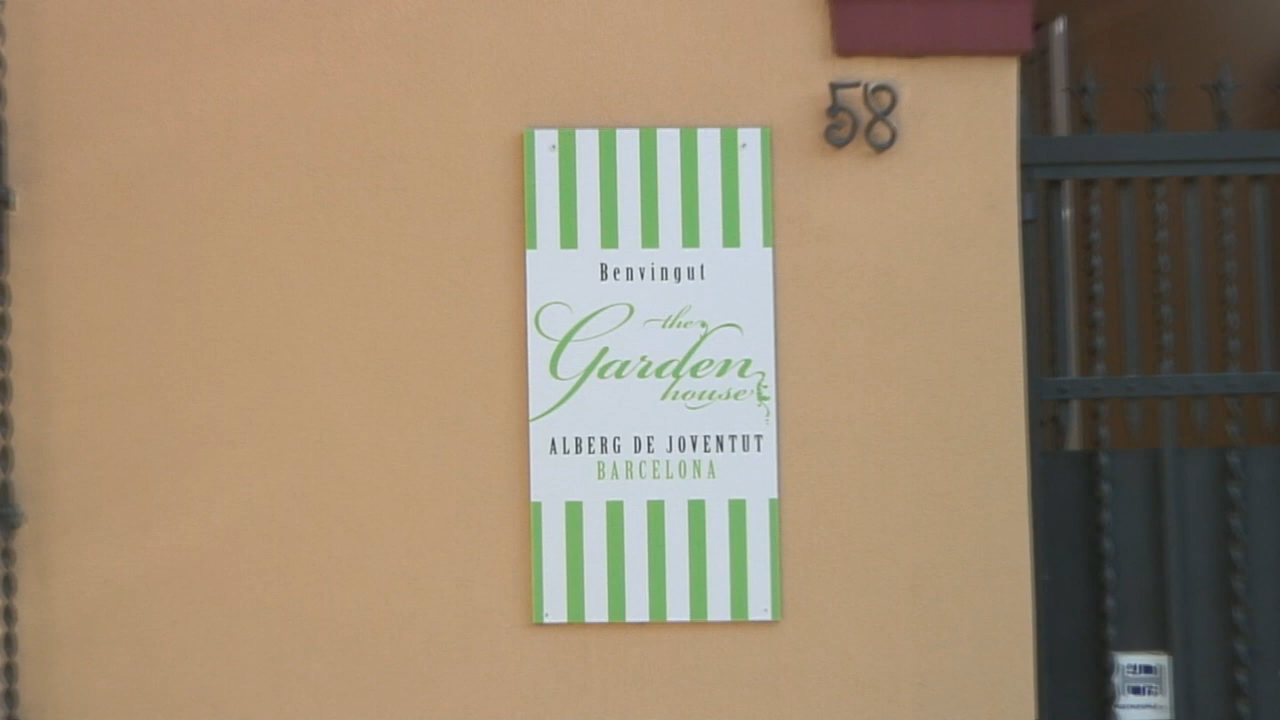 58
Benvingut
the
Garden
house
ALBERG DE JOVENTUT
BARCELONA